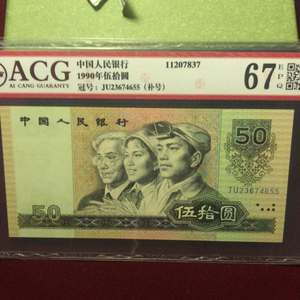 ACG
AI CANG GUARANTY
中国人民银行
1990年伍拾圆
冠号：JU23674655（补号）
11207837
67
EPQ
中国人民银行
50
JU23674655
50
伍拾圆